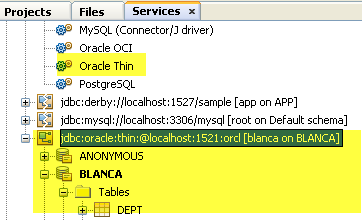 Projects Files Services
MySQL (Connector/J driver)
Oracle OCI
Oracle Thin
PostgreSQL
jdbc:derby://localhost:1527/sample [app on APP]
jdbc:mysql://localhost:3306/mysql [root on Default schema]
jdbc:oracle:thin:@localhost:1521:orcl [blanca on BLANCA]
ANONYMOUS
BLANCA
Tables
DEPT